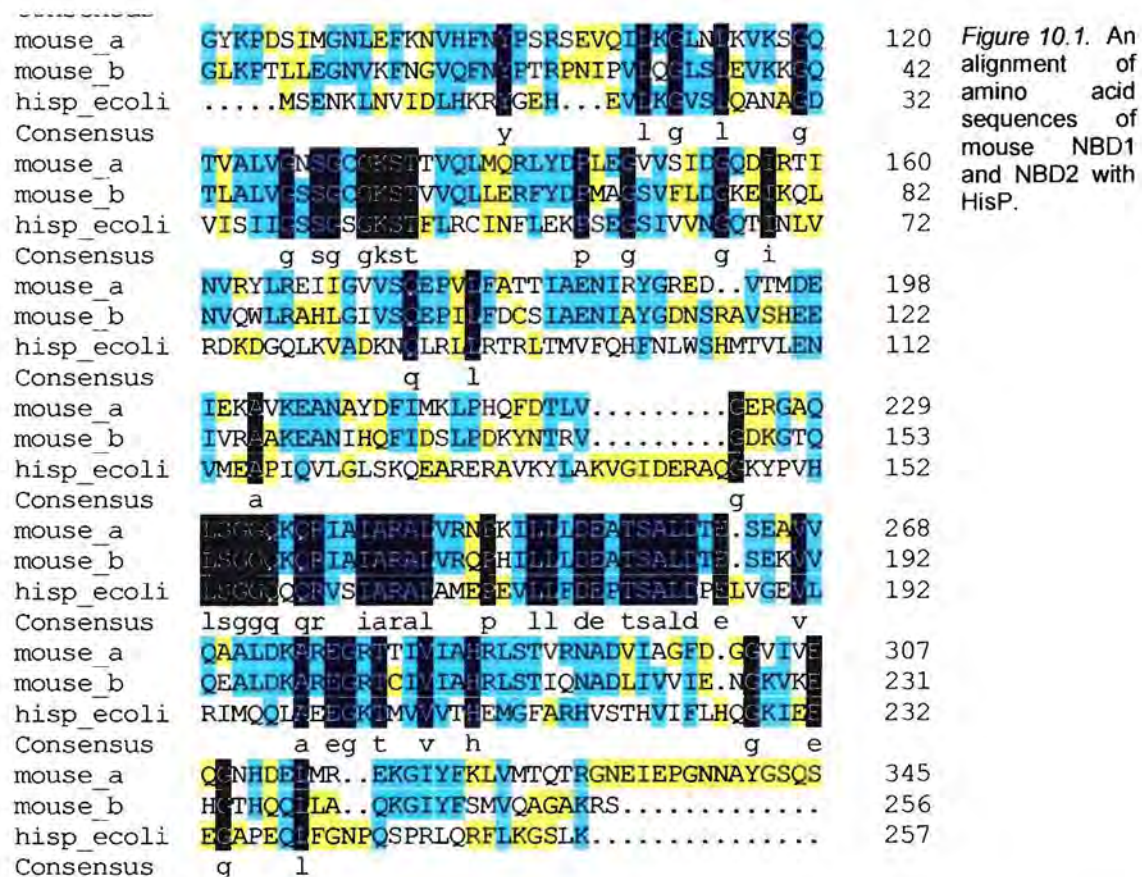 mouse_a GYKPDSIMGNLEFKNVHFNYPSRSEVQILKGLNLKVKSGQ 120
mouse_b GLKPTLLEGNVKFNGVQFNYPTRPNIPVLQGLSLEVKKGQ 42
hisp_ecoli .....MSENKLNVIDLHKRYGEH...EVLKGVSLQANAGD 32
Consensus y l g l g
mouse_a TVALVGNSGCGKSTTVQLMQRLYDPLEGVVSIDGQDIRTI 160
mouse_b TLALVGSSGCGKSTVVQLLERFYDPMAGSVFLDGKEIKQL 82
hisp_ecoli VISIIGSSGSGKSTFLRCINFLEKPSEGSIVVNGQTINLV 72
Consensus g sg gkst p g g i
mouse_a NVRYLREIIGVVSQEPVLFATTIAENIRYGRED..VTMDE 198
mouse_b NVQWLRAHLGIVSQEPILFDCSIAENIAYGDNSRAVSHEE 122
hisp_ecoli RDKDGQLKVADKNQLRLLRTRLTMVFQHFNLWSHMTVLEN 112
Consensus q l
mouse_a IEKAVKEANAYDFIMKLPHQFDTLV.........GERGAQ 229
mouse_b IVRAAKEANIHQFIDSLPDKYNTRV.........GDKGTQ 153
hisp_ecoli VMEAPIQVLGLSKQEARERAVKYLAKVGIDERAQGKYPVH 152
Consensus a g
mouse_a LSGGQKQRIAIARALVRNPKILLLDEATSALDTE.SEAVV 268
mouse_b LSGGQKQRIAIARALVRQPHILLLDEATSALDTE.SEKVV 192
hisp_ecoli LSGGQQQRVSIARALAMEPEVLLFDEPTSALDPELVGEVL 192
Consensus lsggq qr iaral p ll de tsald e v
mouse_a QAALDKAREGRTTIVIAHRLSTVRNADVIAGFD.GGVIVE 307
mouse_b QEALDKAREGRTCIVIAHRLSTIQNADLIVVIE.NGKVKE 231
hisp_ecoli RIMQQLAEEGKTMVVVTHEMGFARHVSTHVIFLHQGKIEE 232
Consensus a eg t v h g e
mouse_a QGNHDELMR..EKGIYFKLVMTQTRGNEIEPGNNAYGSQS 345
mouse_b HGTHQQLLA..QKGIYFSMVQAGAKRS............. 256
hisp_ecoli EGAPEQLFGNPQSPRLQRFLKGSLK............... 257
Consensus g l
Figure 10.1. An
alignment of
amino acid
sequences of
mouse NBD1
and NBD2 with
HisP.